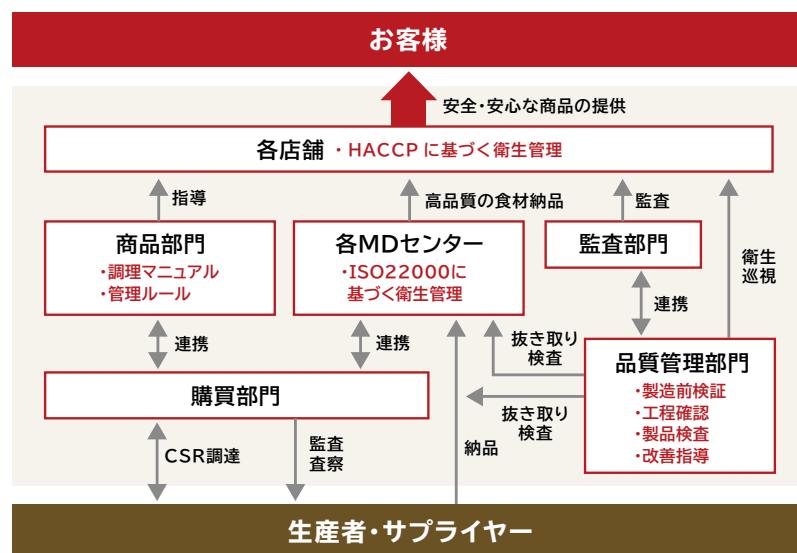 お客様
安全・安心な商品の提供
各店舗 ・HACCP に基づく衛生管理
指導
高品質の食材納品
監査
商品部門
・調理マニュアル
・管理ルール
各MDセンター
・ISO22000に
基づく衛生管理
監査部門
衛生
巡視
連携
連携
連携
抜き取り
検査
品質管理部門
・製造前検証
・工程確認
・製品検査
・改善指導
購買部門
抜き取り
検査
CSR調達
監査
査察
納品
生産者・サプライヤー